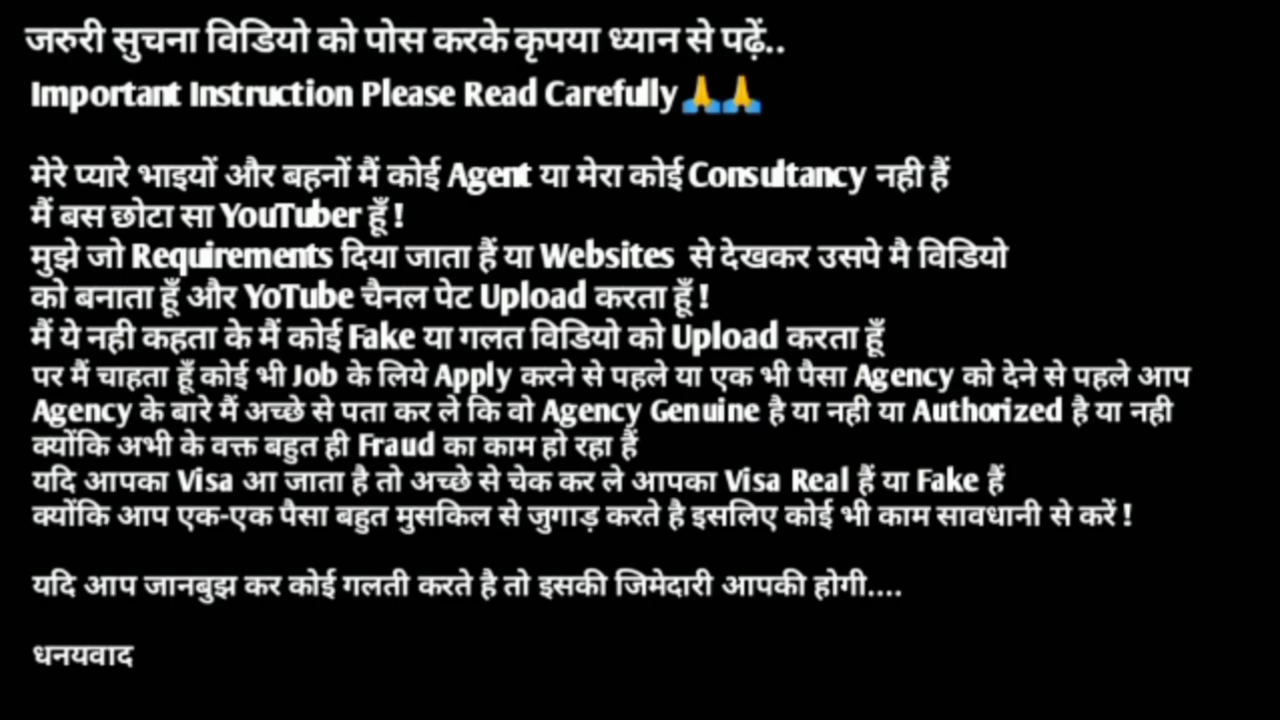 जरुरी सुचना विडियो को पोस करके कृपया ध्यान से पढ़ें..
Important Instruction Please Read Carefully🙏🙏
मेरे प्यारे भाइयों और बहनों मैं कोई Agent या मेरा कोई Consultancy नही हैं
मैं बस छोटा सा YouTuber हूँ !
मुझे जो Requirements दिया जाता हैं या Websites से देखकर उसपे मै विडियो
को बनाता हूँ और YoTube चैनल पेट Upload करता हूँ !
मैं ये नही कहता के मैं कोई Fake या गलत विडियो को Upload करता हूँ
पर मैं चाहता हूँ कोई भी Job के लिये Apply करने से पहले या एक भी पैसा Agency को देने से पहले आप
Agency के बारे मैं अच्छे से पता कर ले कि वो Agency Genuine है या नही या Authorized है या नही
क्योंकि अभी के वक्त बहुत ही Fraud का काम हो रहा हैं
यदि आपका Visa आ जाता है तो अच्छे से चेक कर ले आपका Visa Real हैं या Fake हैं
क्योंकि आप एक-एक पैसा बहुत मुसकिल से जुगाड़ करते है इसलिए कोई भी काम सावधानी से करें !
यदि आप जानबुझ कर कोई गलती करते है तो इसकी जिमेदारी आपकी होगी....
धनयवाद